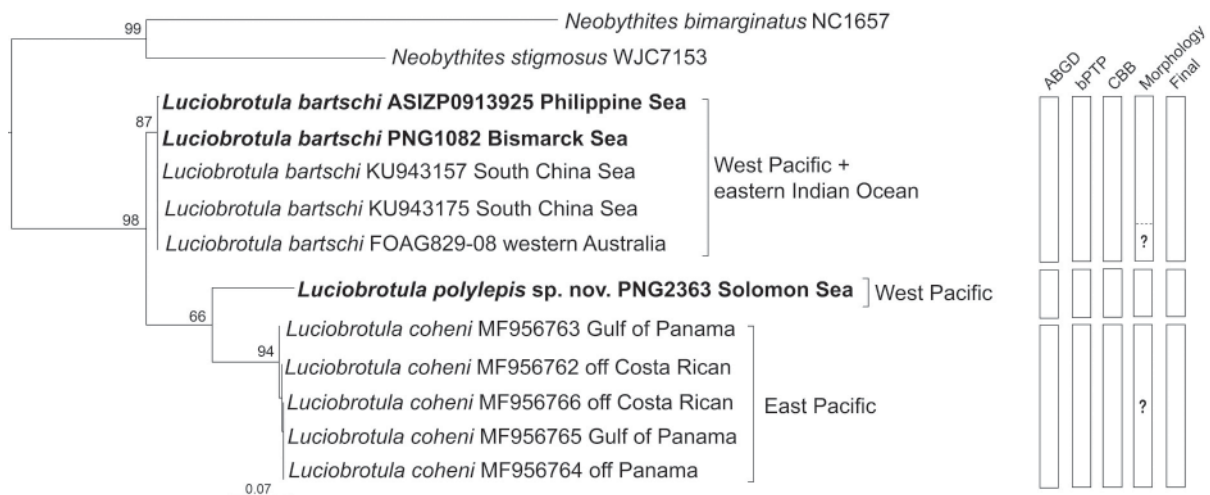 99
Neobythites bimarginatus NC1657
Neobythites stigmosus WJC7153
ABGD
bPTP
CBB
Morphology
Final
87
Luciobrotula bartschi ASIZP0913925 Philippine Sea
Luciobrotula bartschi PNG1082 Bismarck Sea
Luciobrotula bartschi KU943157 South China Sea
West Pacific +
eastern Indian Ocean
Luciobrotula bartschi KU943175 South China Sea
98
Luciobrotula bartschi FOAG829-08 western Australia
?
Luciobrotula polylepis sp. nov. PNG2363 Solomon Sea
West Pacific
66
Luciobrotula coheni MF956763 Gulf of Panama
94
Luciobrotula coheni MF956762 off Costa Rican
Luciobrotula coheni MF956766 off Costa Rican
East Pacific
?
Luciobrotula coheni MF956765 Gulf of Panama
Luciobrotula coheni MF956764 off Panama
0.07